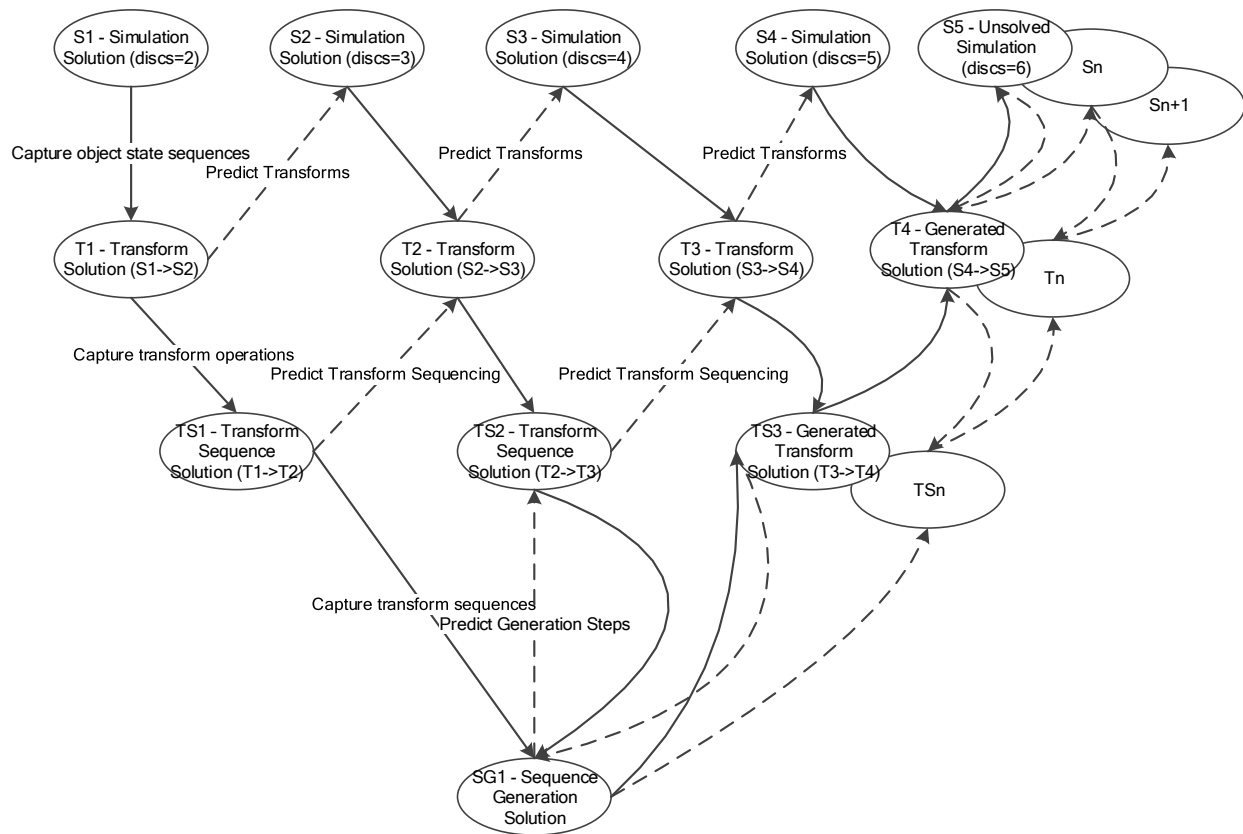 S1 - Simulation
Solution (discs=2)
S2 - Simulation
Solution (discs=3)
S3 - Simulation
Solution (discs=4)
S4 - Simulation
Solution (discs=5)
S5 - Unsolved
Simulation
(discs=6)
Sn
Sn+1
Capture object state sequences
Predict Transforms
Predict Transforms
Predict Transforms
T1 - Transform
Solution (S1->S2)
T2 - Transform
Solution (S2->S3)
T3 - Transform
Solution (S3->S4)
T4 - Generated
Transform
Solution (S4->S5)
Tn
Capture transform operations
Predict Transform Sequencing
Predict Transform Sequencing
TS1 - Transform
Sequence
Solution (T1->T2)
TS2 - Transform
Sequence
Solution (T2->T3)
TS3 - Generated
Transform
Solution (T3->T4)
TSn
Capture transform sequences
Predict Generation Steps
SG1 - Sequence
Generation
Solution